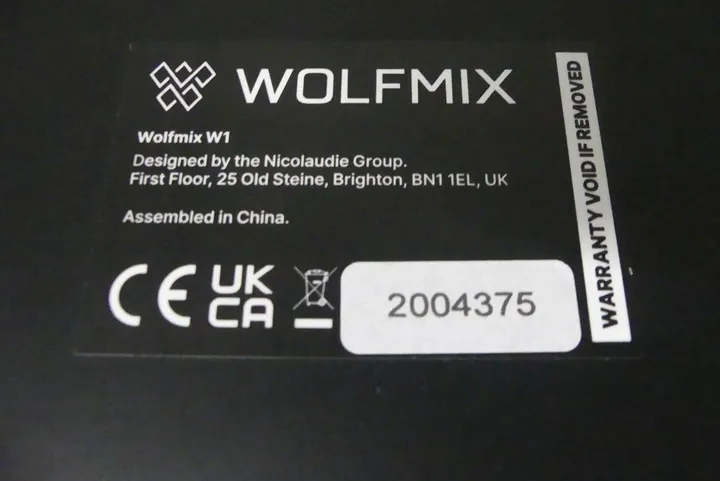 WOLFMIX
Wolfmix W1
Designed by the Nicolaudie Group.
First Floor, 25 Old Steine, Brighton, BN1 1EL, UK
Assembled in China.
CE
UK
CA
2004375
WARRANTY VOID IF REMOVED